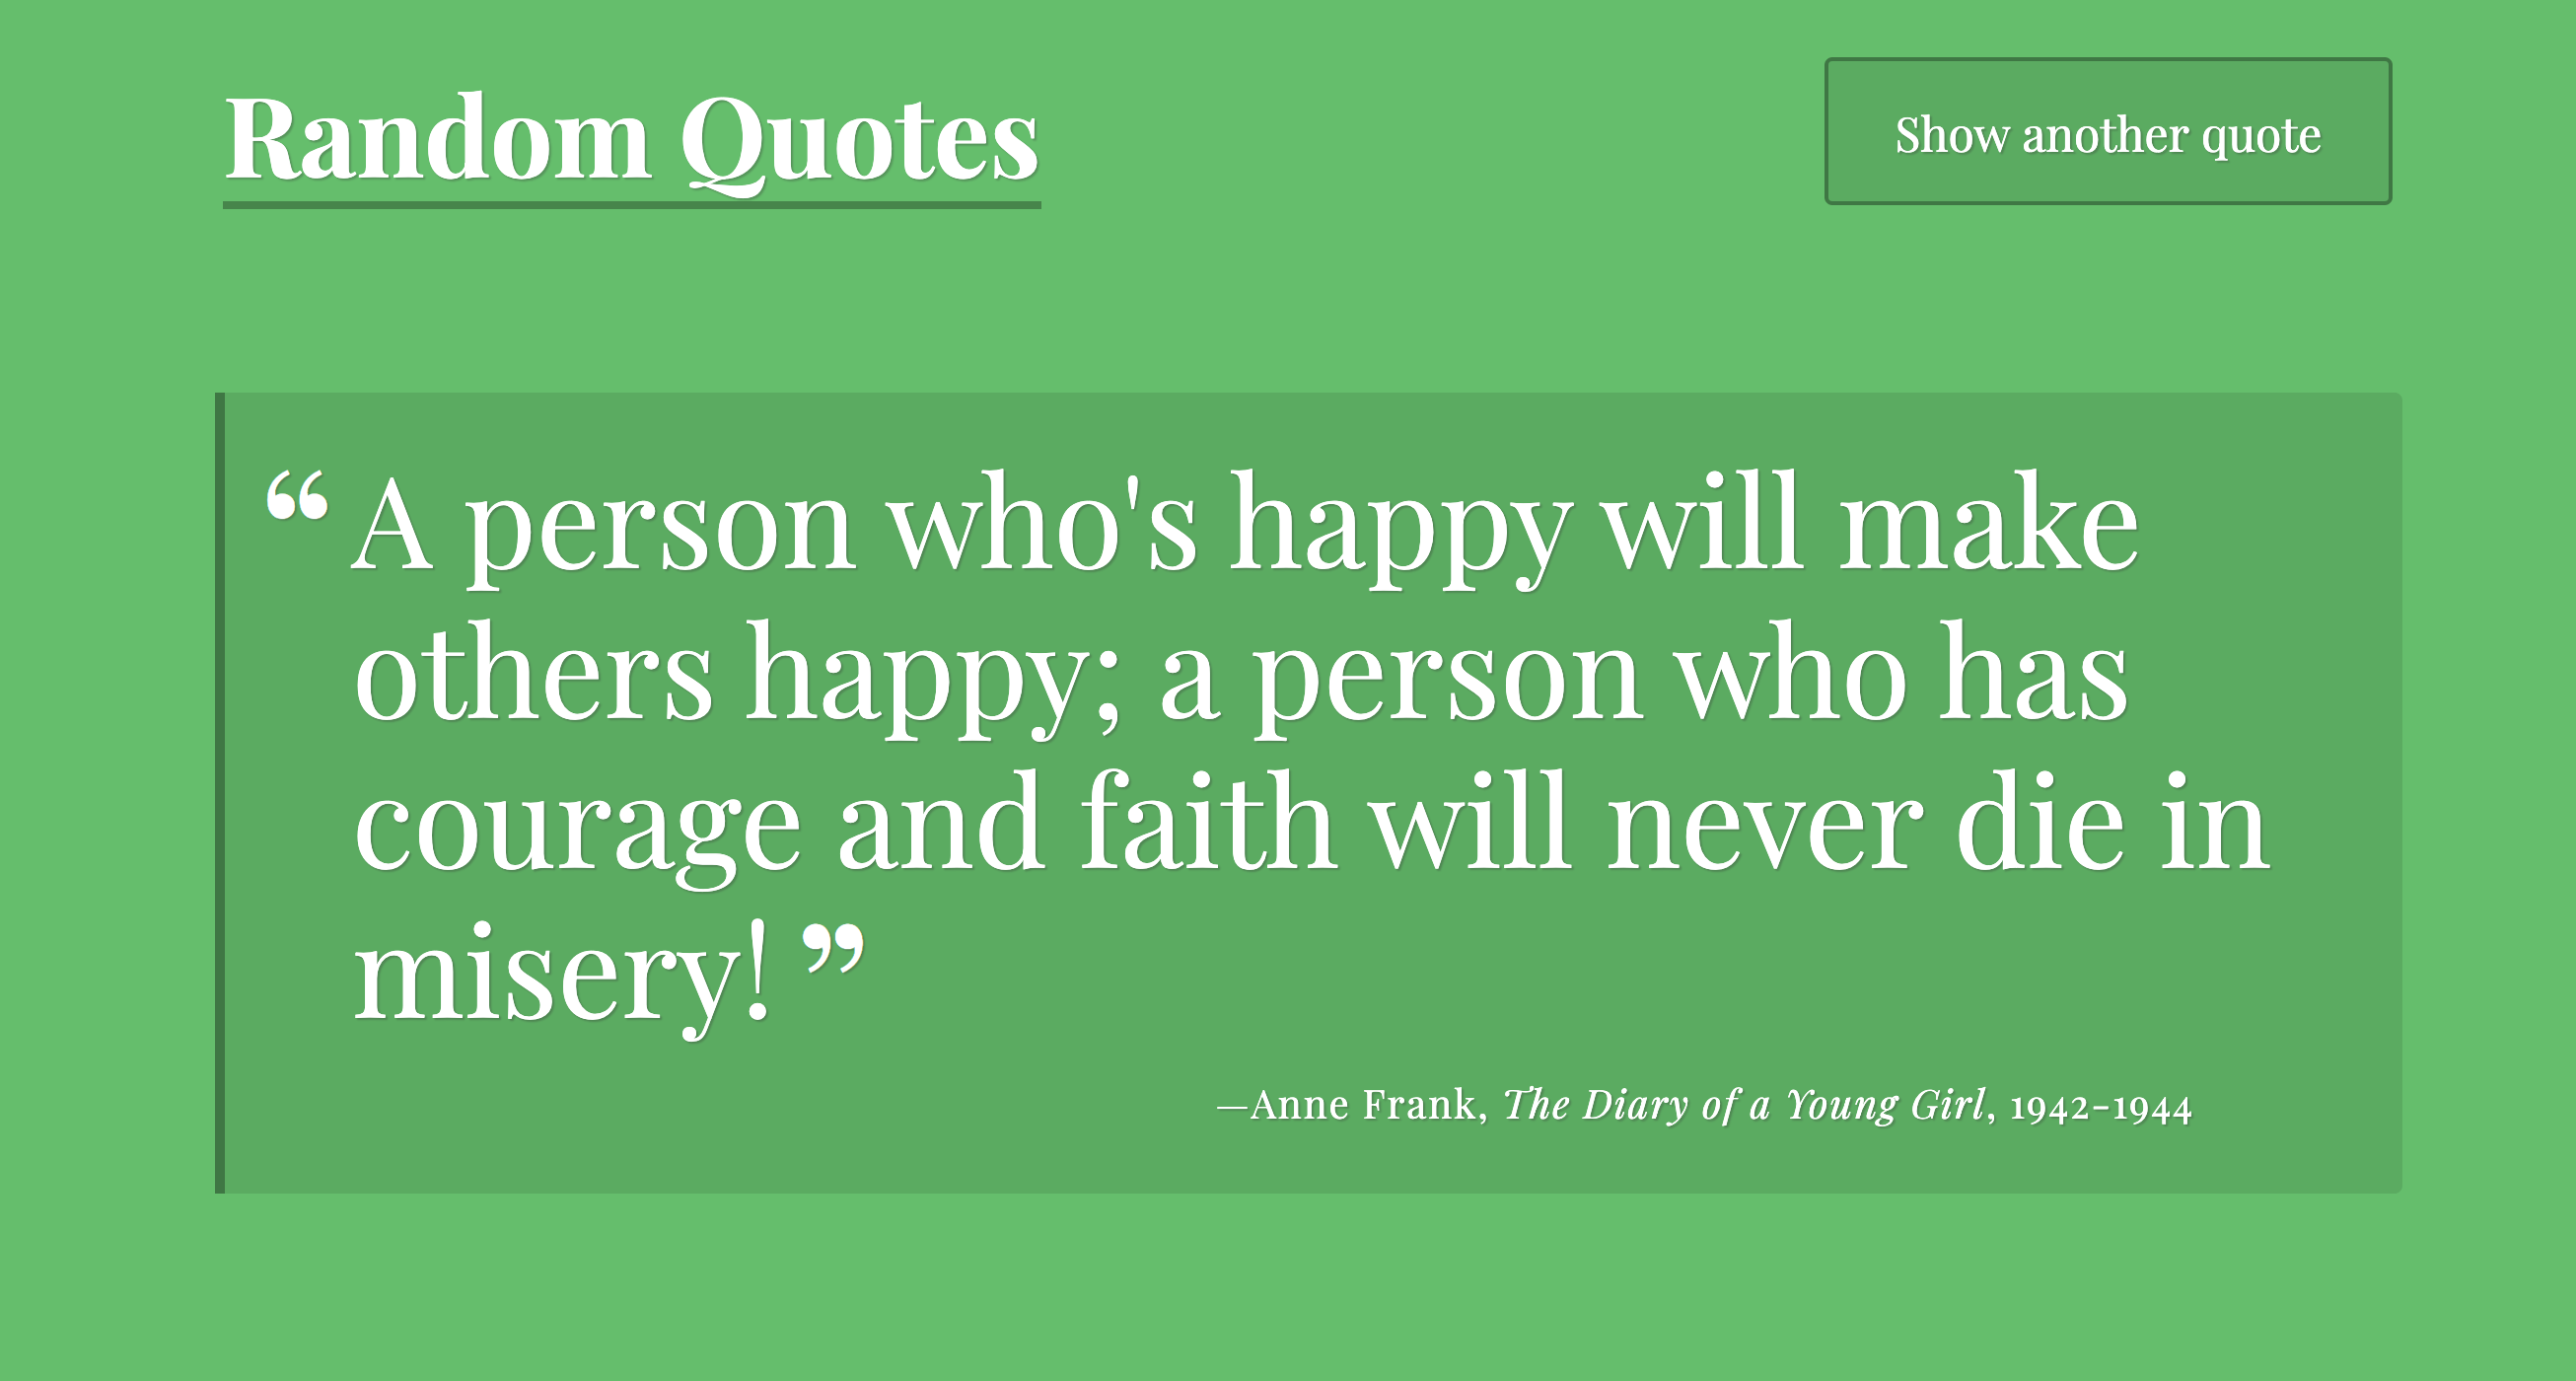 Random Quotes
Show another quote
“ A person who's happy will make
others happy; a person who has
courage and faith will never die in
misery! ”
—Anne Frank, The Diary of a Young Girl, 1942-1944